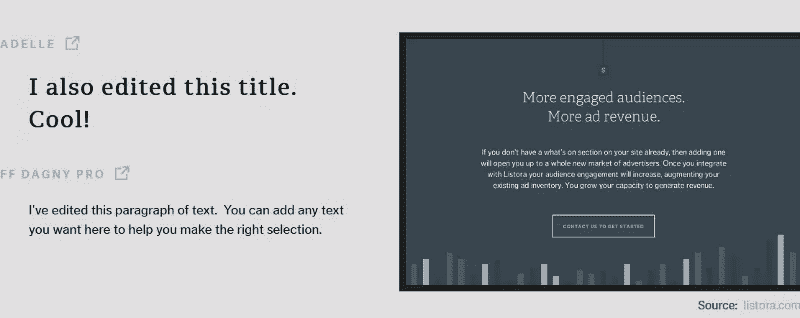 ADELLE
I also edited this title.
Cool!
FF DAGNY PRO
I've edited this paragraph of text. You can add any text
you want here to help you make the right selection.
More engaged audiences.
More ad revenue.
If you don't have a what's on section on your site already, then adding one
will open you up to a whole new market of advertisers. Once you integrate
with Listora your audience engagement will increase, augmenting your
existing ad inventory. You grow your capacity to generate revenue.
CONTACT US TO GET STARTED
Source: listora.com